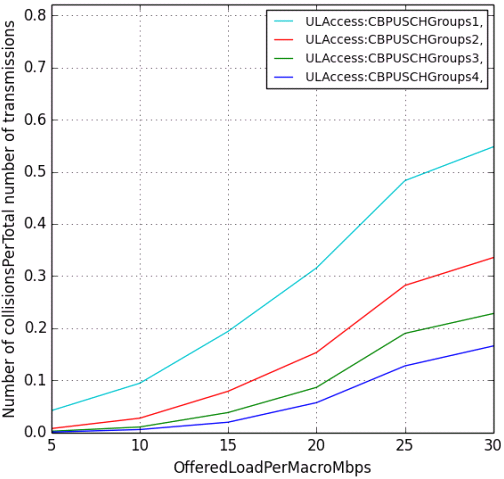 ULAccess:CBPUSCHGroups1,
ULAccess:CBPUSCHGroups2,
ULAccess:CBPUSCHGroups3,
ULAccess:CBPUSCHGroups4,
Number of collisionsPerTotal number of transmissions
0.8
0.7
0.6
0.5
0.4
0.3
0.2
0.1
0.0
5 10 15 20 25 30
OfferedLoadPerMacroMbps